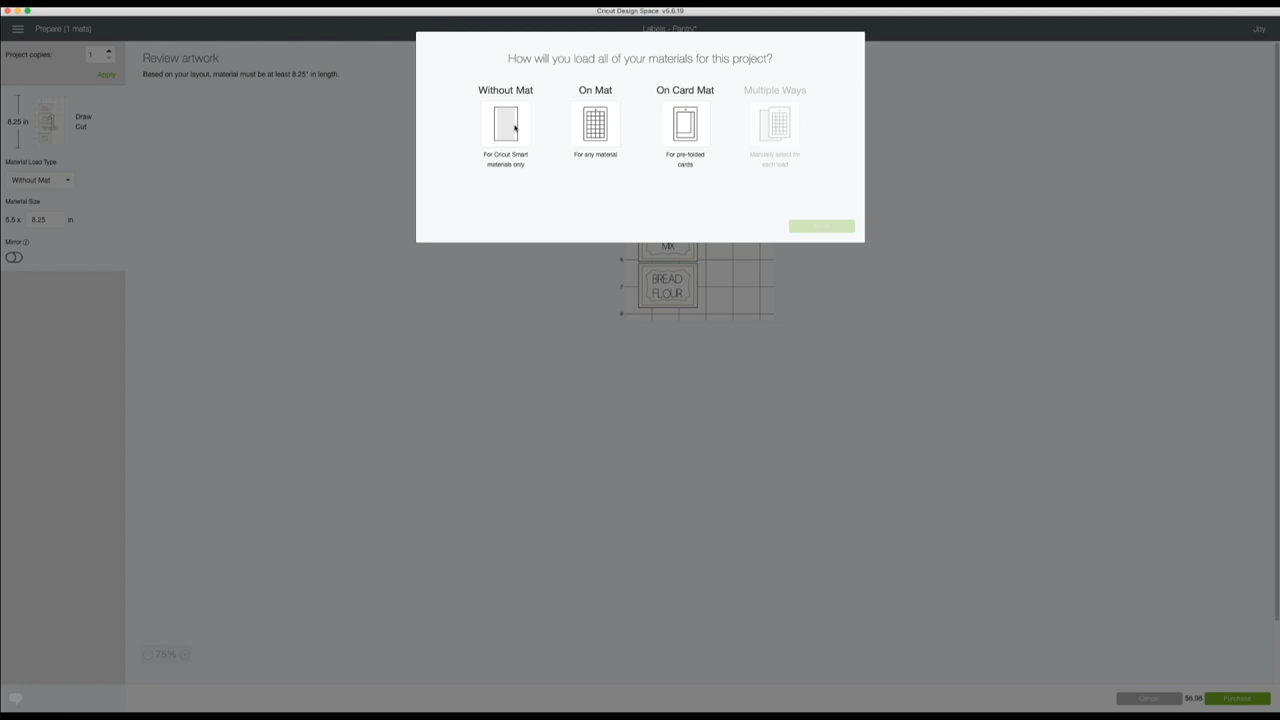 Cricut Design Space v5.6.19
Prepare (1 mats)
Labels - Pantry*
Joy
Project copies:
1
Apply
8.25 in
Draw
Cut
Material Load Type
Without Mat
Material Size
5.5 x
8.25
in
Mirror
Review artwork
Based on your layout, material must be at least 8.25" in length.
How will you load all of your materials for this project?
Without Mat
For Cricut Smart
materials only
On Mat
For any material
On Card Mat
For pre-folded
cards
Multiple Ways
Manually select for
each load
MIX
6
BREAD
7
FLOUR
8
75%
Cancel
$6.98
Purchase